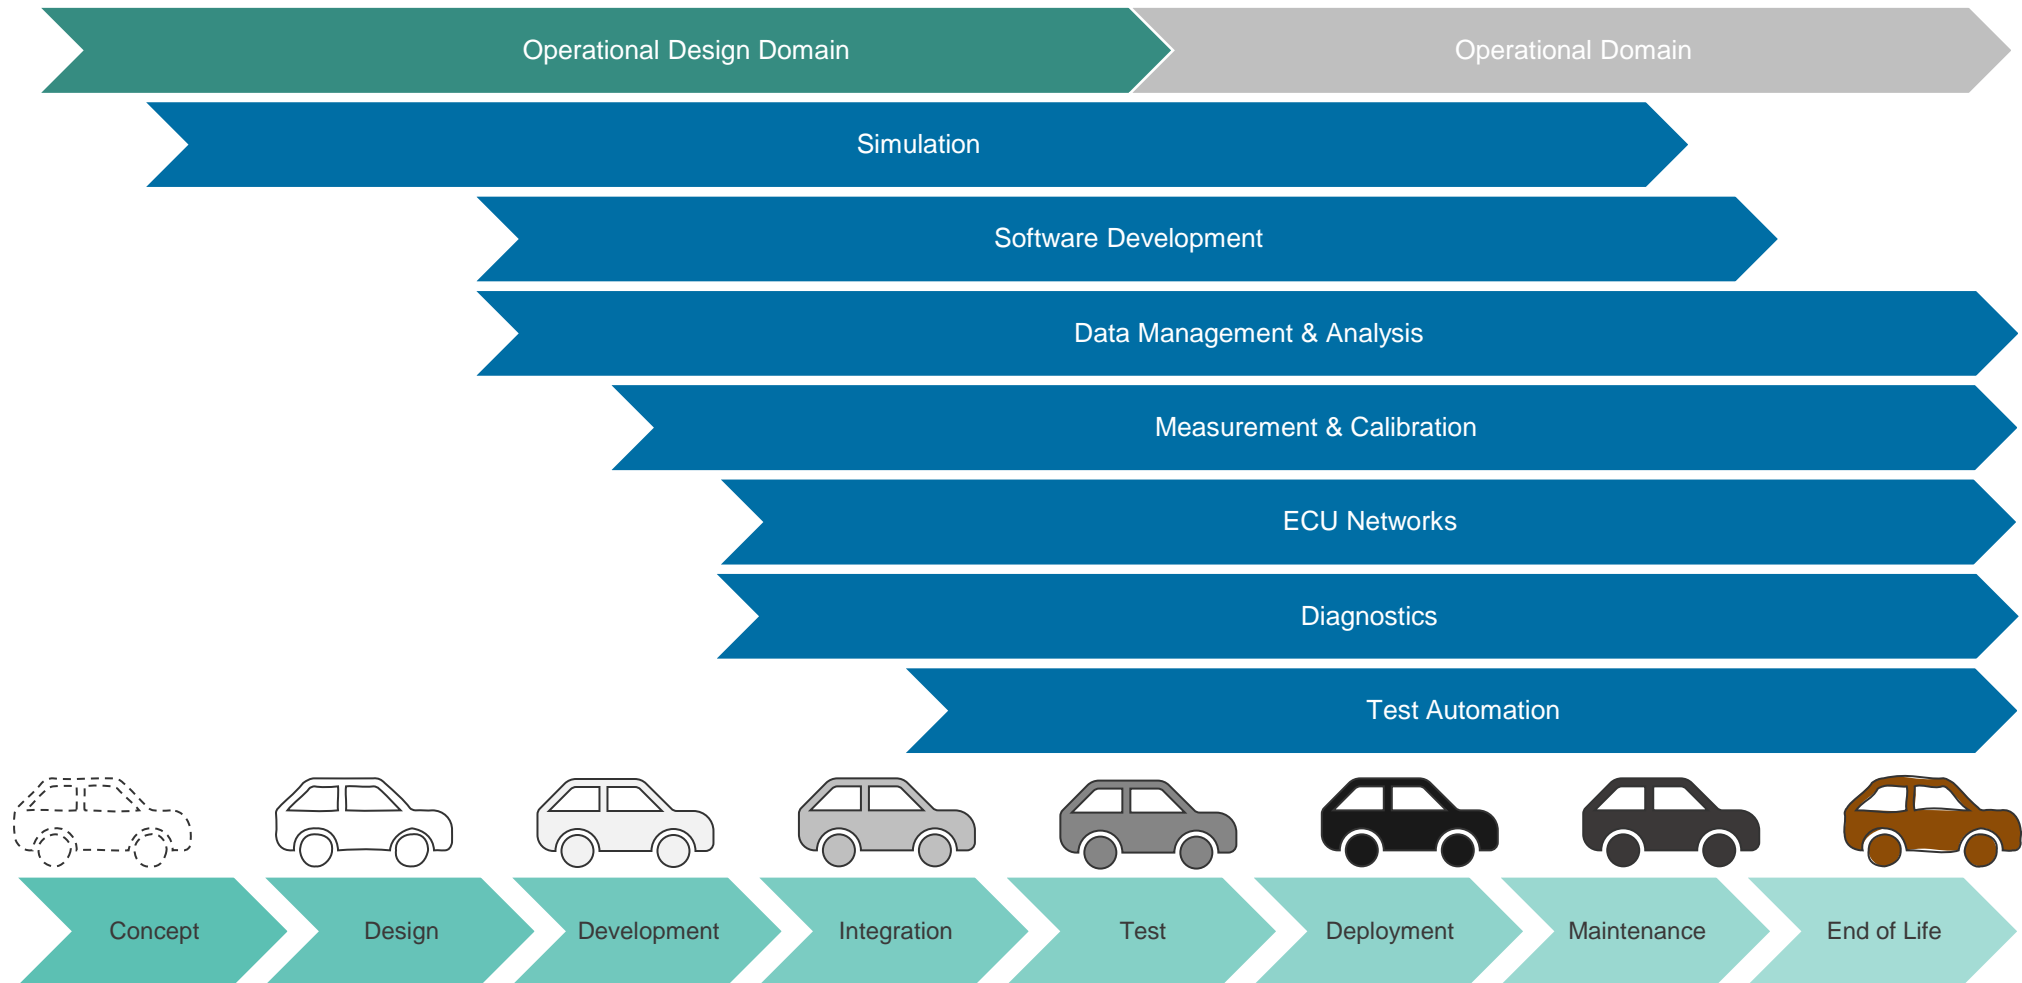 Operational Design Domain
Operational Domain
Simulation
Software Development
Data Management & Analysis
Measurement & Calibration
ECU Networks
Diagnostics
Test Automation
Concept
Design
Development
Integration
Test
Deployment
Maintenance
End of Life